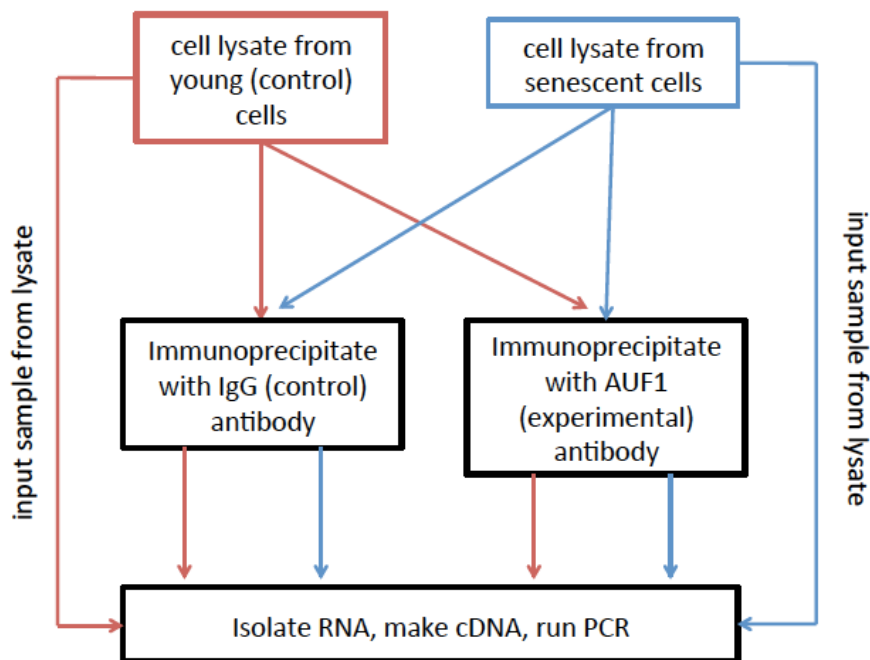 cell lysate from
young (control)
cells
cell lysate from
senescent cells
input sample from lysate
input sample from lysate
Immunoprecipitate
with IgG (control)
antibody
Immunoprecipitate
with AUF1
(experimental)
antibody
Isolate RNA, make cDNA, run PCR